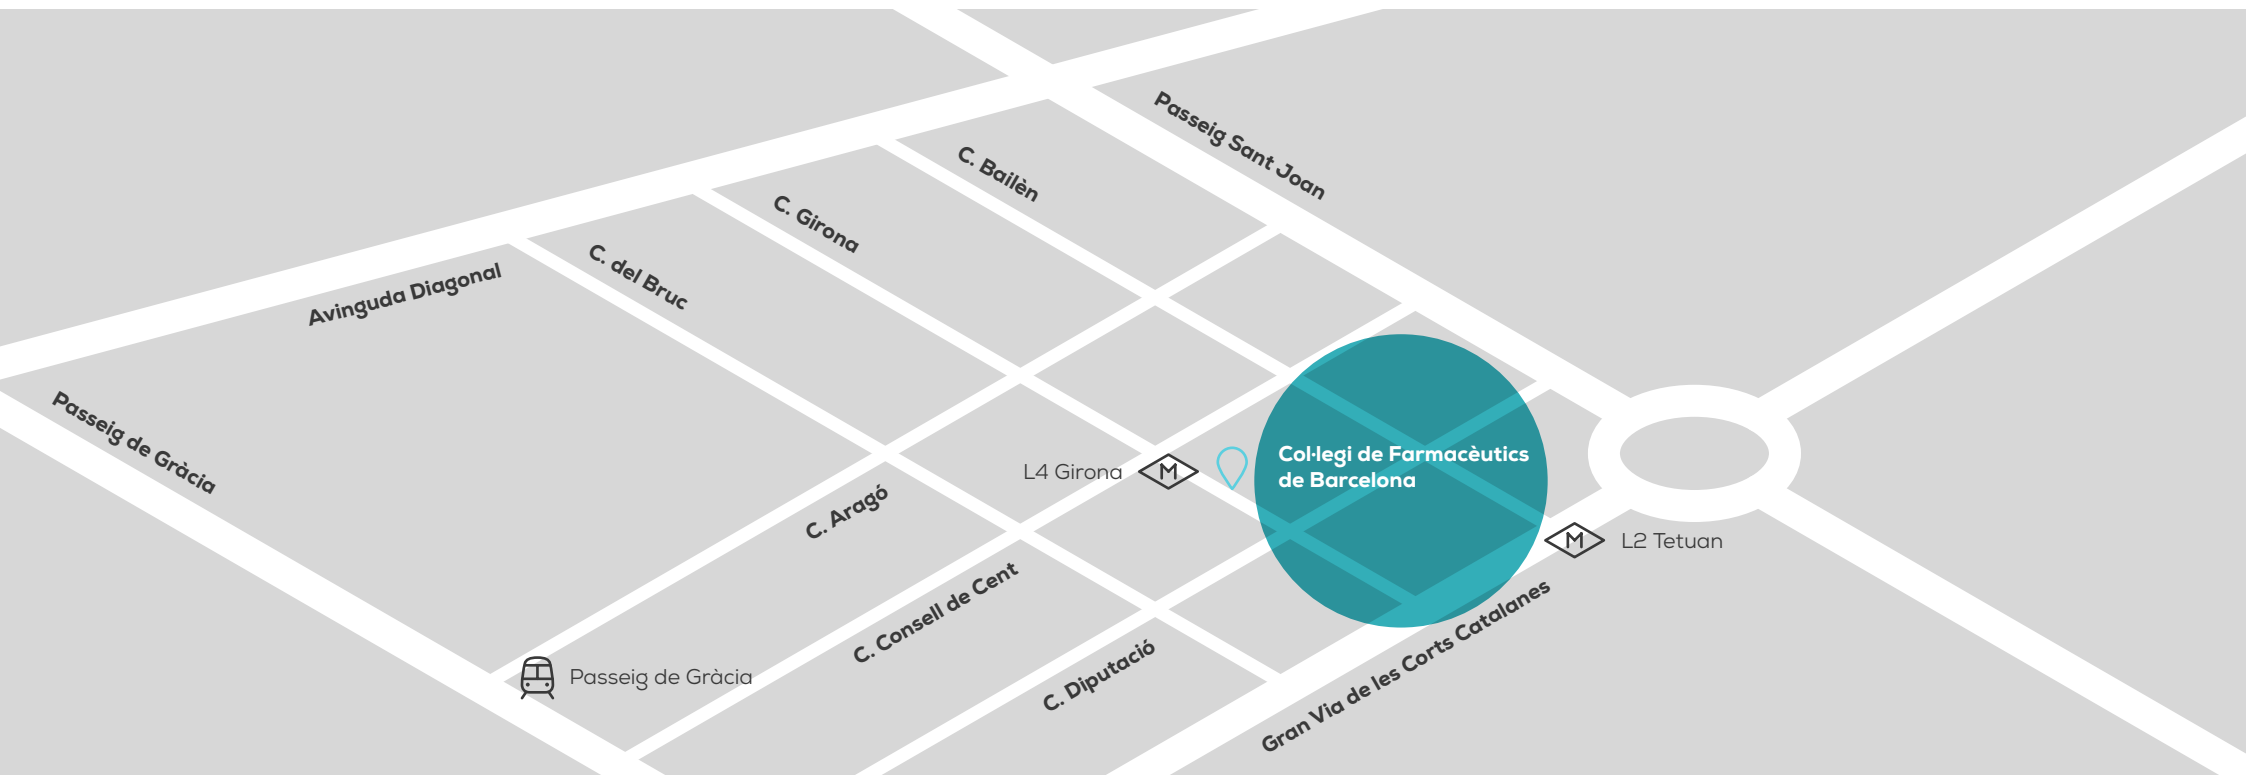 Passeig Sant Joan
C. Bailèn
C. Girona
C. del Bruc
Avinguda Diagonal
Passeig de Gràcia
L4 Girona
M
Col·legi de Farmacèutics
de Barcelona
C. Aragó
M
L2 Tetuan
C. Consell de Cent
Gran Via de les Corts Catalanes
C. Diputació
Passeig de Gràcia